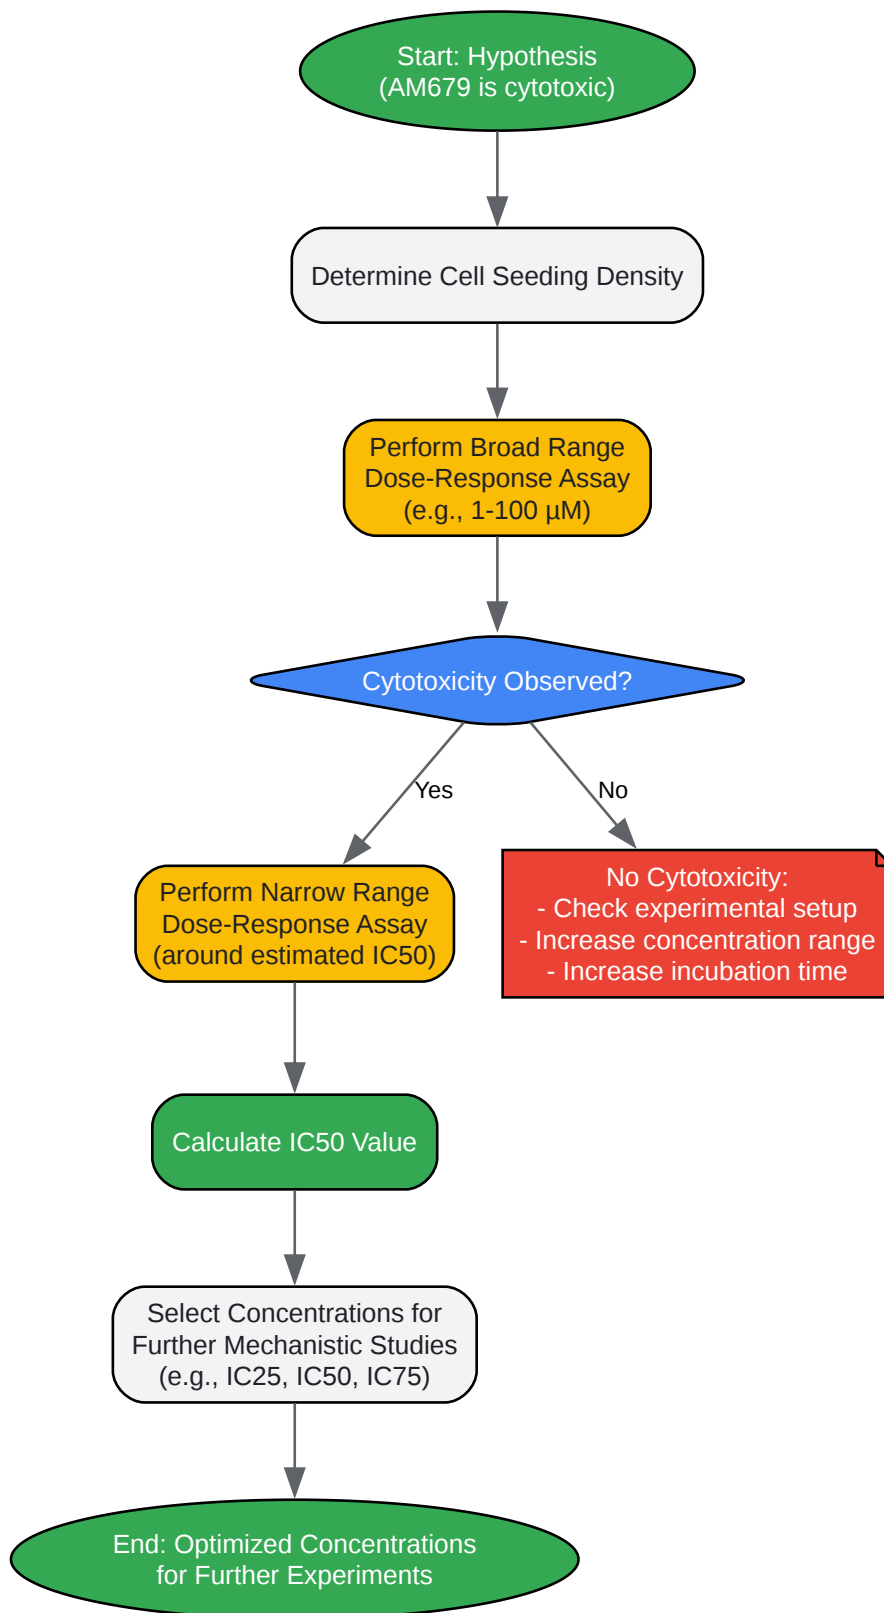 Start: Hypothesis
(AM679 is cytotoxic)
Determine Cell Seeding Density
Perform Broad Range
Dose-Response Assay
(e.g., 1-100 µM)
Cytotoxicity Observed?
Yes
No
Perform Narrow Range
Dose-Response Assay
(around estimated IC50)
No Cytotoxicity:
- Check experimental setup
- Increase concentration range
- Increase incubation time
Calculate IC50 Value
Select Concentrations for
Further Mechanistic Studies
(e.g., IC25, IC50, IC75)
End: Optimized Concentrations
for Further Experiments